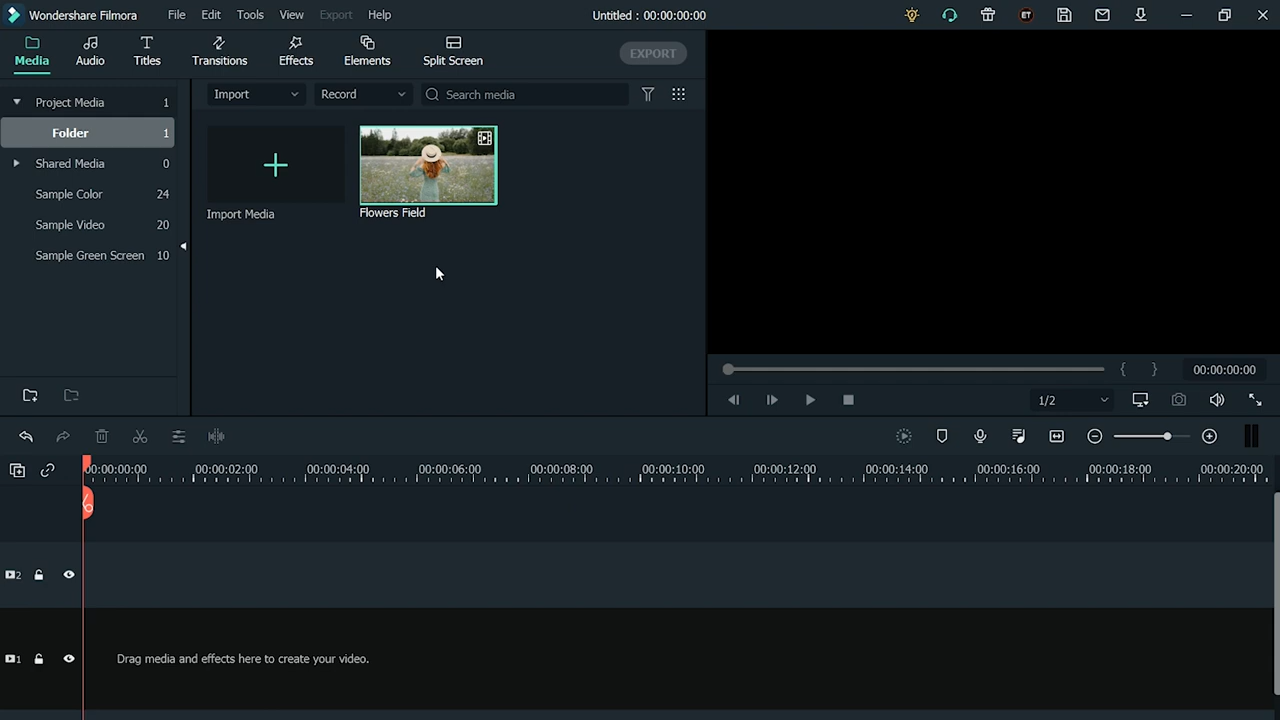 Wondershare Filmora File Edit Tools View Export Help Untitled : 00:00:00:00 ET
Media Audio Titles Transitions Effects Elements Split Screen EXPORT
Import Record Search media
Project Media 1
Folder 1
Shared Media 0
Sample Color 24
Sample Video 20
Sample Green Screen 10
Import Media Flowers Field
{ } 00:00:00:00
1/2
00:00:00:00 00:00:02:00 00:00:04:00 00:00:06:00 00:00:08:00 00:00:10:00 00:00:12:00 00:00:14:00 00:00:16:00 00:00:18:00 00:00:20:00
2
1 Drag media and effects here to create your video.